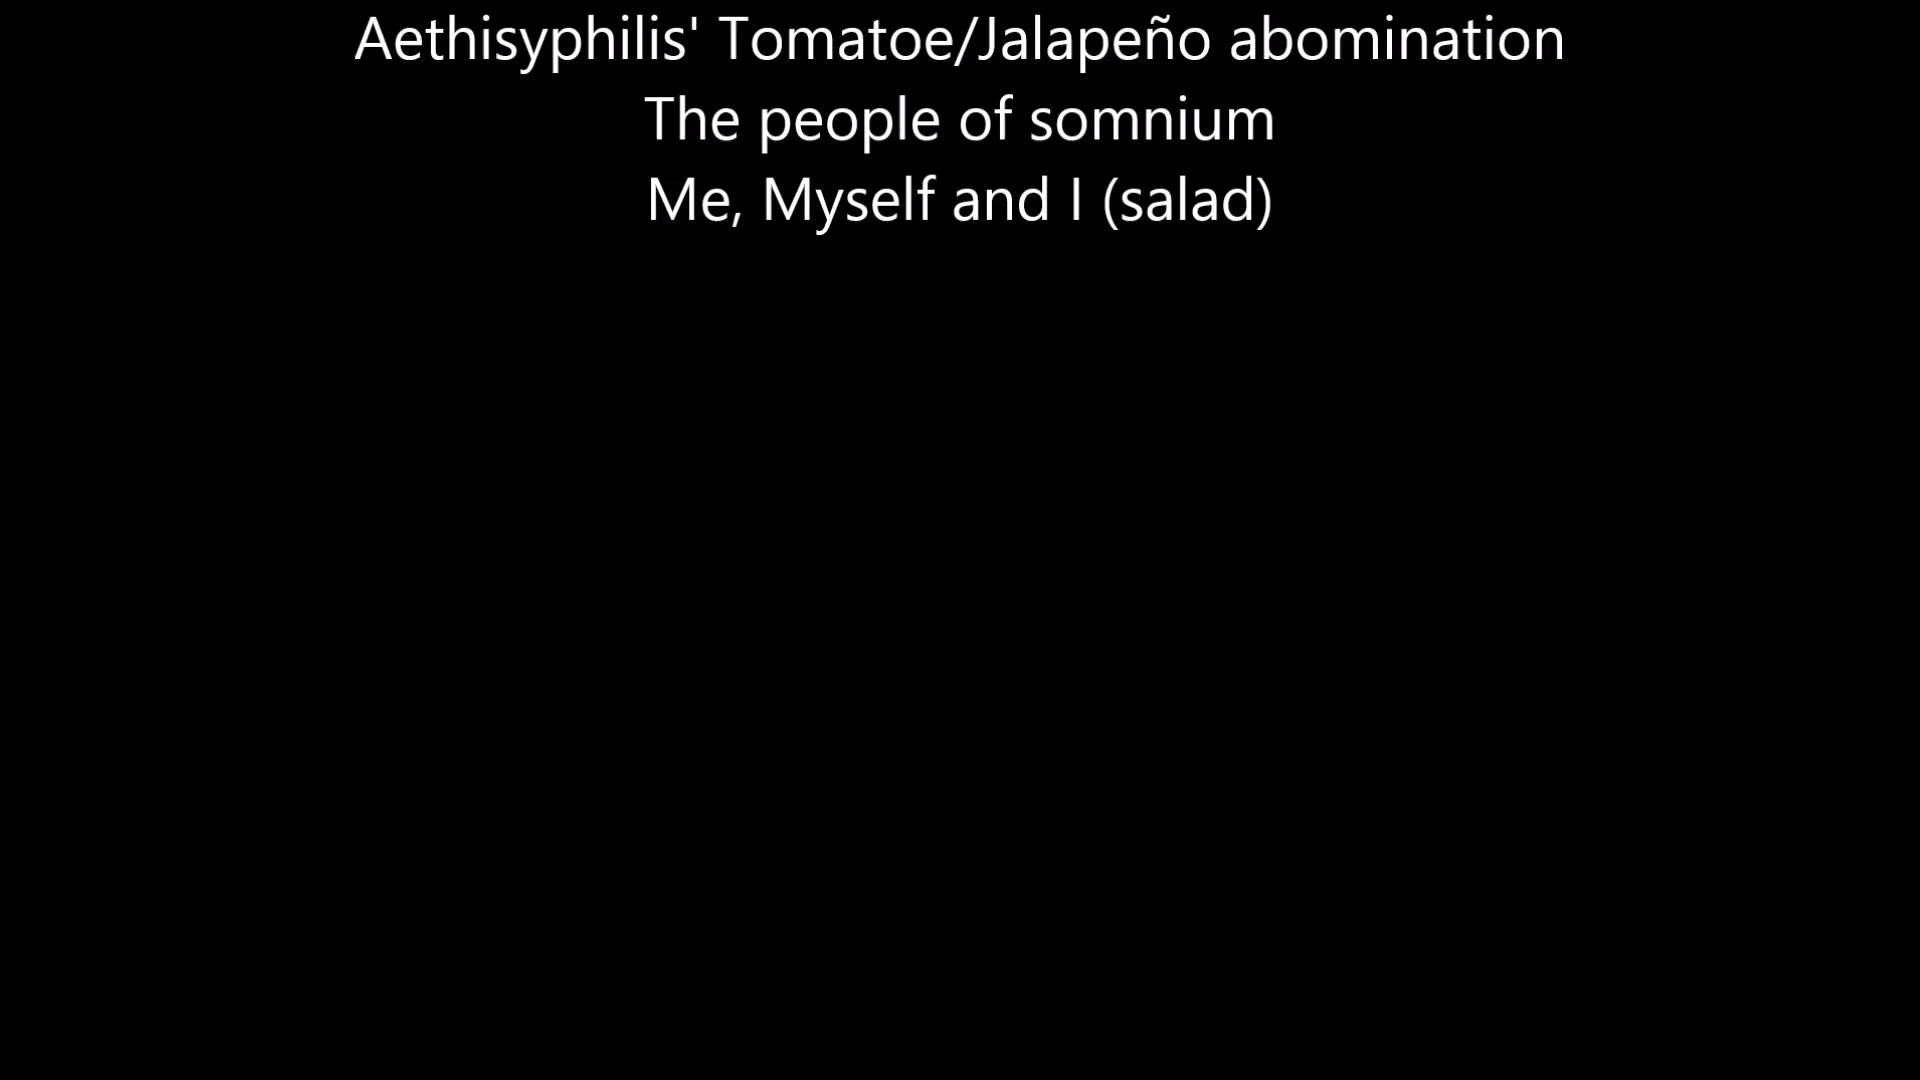 Aethisyphilis' Tomatoe/Jalapeño abomination
The people of somnium
Me, Myself and I (salad)